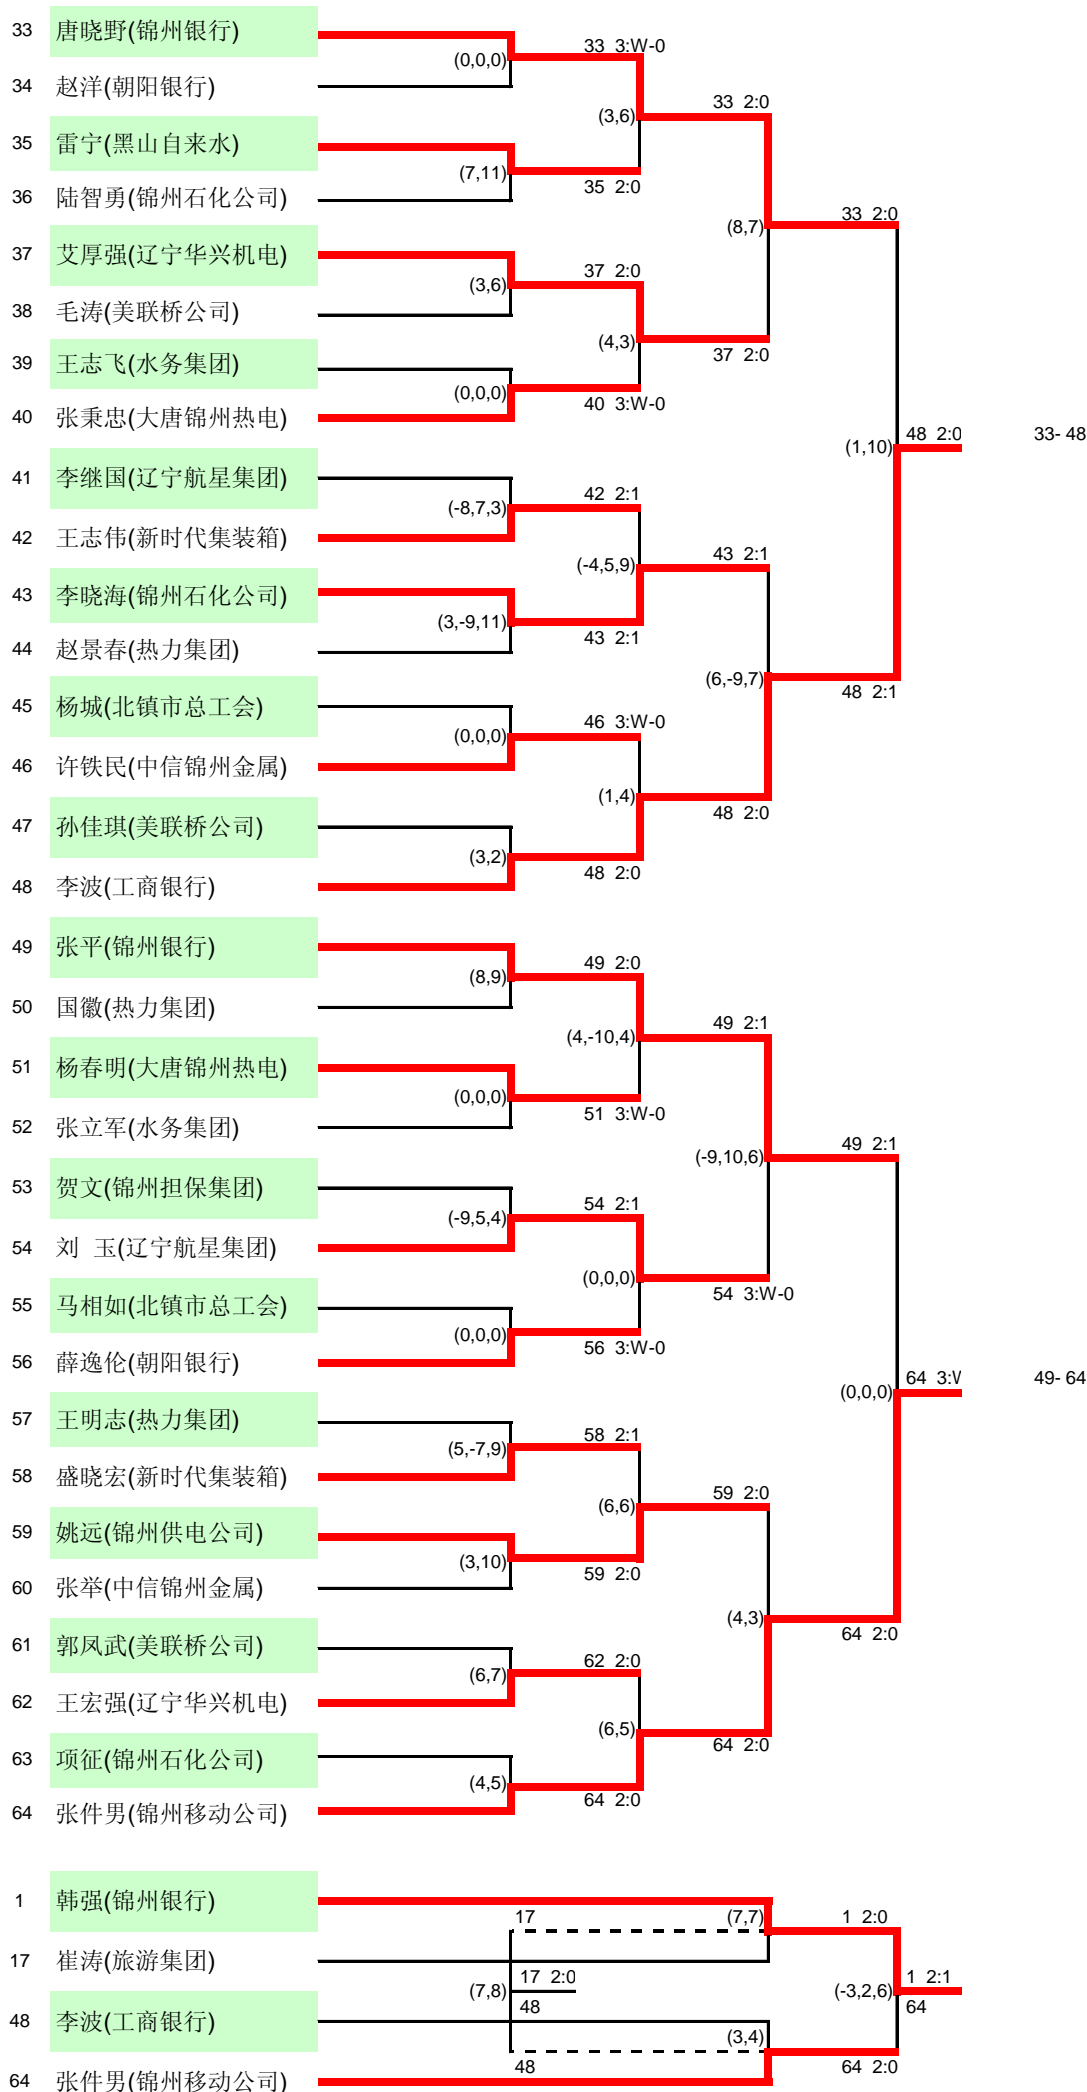 33 唐晓野(锦州银行)
33 3:W-0
(0,0,0)
34 赵洋(朝阳银行)
33 2:0
(3,6)
35 雷宁(黑山自来水)
(7,11)
35 2:0
36 陆智勇(锦州石化公司)
33 2:0
(8,7)
37 艾厚强(辽宁华兴机电)
37 2:0
(3,6)
38 毛涛(美联桥公司)
(4,3)
37 2:0
39 王志飞(水务集团)
(0,0,0)
40 3:W-0
40 张秉忠(大唐锦州热电)
48 2:0 33- 48
(1,10)
41 李继国(辽宁航星集团)
42 2:1
(-8,7,3)
42 王志伟(新时代集装箱)
43 2:1
(-4,5,9)
43 李晓海(锦州石化公司)
(3,-9,11)
43 2:1
44 赵景春(热力集团)
(6,-9,7)
48 2:1
45 杨城(北镇市总工会)
46 3:W-0
(0,0,0)
46 许铁民(中信锦州金属)
(1,4)
48 2:0
47 孙佳琪(美联桥公司)
(3,2)
48 2:0
48 李波(工商银行)
49 张平(锦州银行)
49 2:0
(8,9)
50 国徽(热力集团)
49 2:1
(4,-10,4)
51 杨春明(大唐锦州热电)
(0,0,0)
51 3:W-0
52 张立军(水务集团)
49 2:1
(-9,10,6)
53 贺文(锦州担保集团)
54 2:1
(-9,5,4)
54 刘 玉(辽宁航星集团)
(0,0,0)
54 3:W-0
55 马相如(北镇市总工会)
(0,0,0)
56 3:W-0
56 薛逸伦(朝阳银行)
64 3:V 49- 64
(0,0,0)
57 王明志(热力集团)
58 2:1
(5,-7,9)
58 盛晓宏(新时代集装箱)
59 2:0
(6,6)
59 姚远(锦州供电公司)
(3,10)
59 2:0
60 张举(中信锦州金属)
(4,3)
64 2:0
61 郭凤武(美联桥公司)
62 2:0
(6,7)
62 王宏强(辽宁华兴机电)
(6,5)
64 2:0
63 项征(锦州石化公司)
(4,5)
64 2:0
64 张件男(锦州移动公司)
1 韩强(锦州银行)
17 (7,7) 1 2:0
17 崔涛(旅游集团)
(7,8) 17 2:0 (-3,2,6) 1 2:1
48 64
48 李波(工商银行)
(3,4)
48 64 2:0
64 张件男(锦州移动公司)